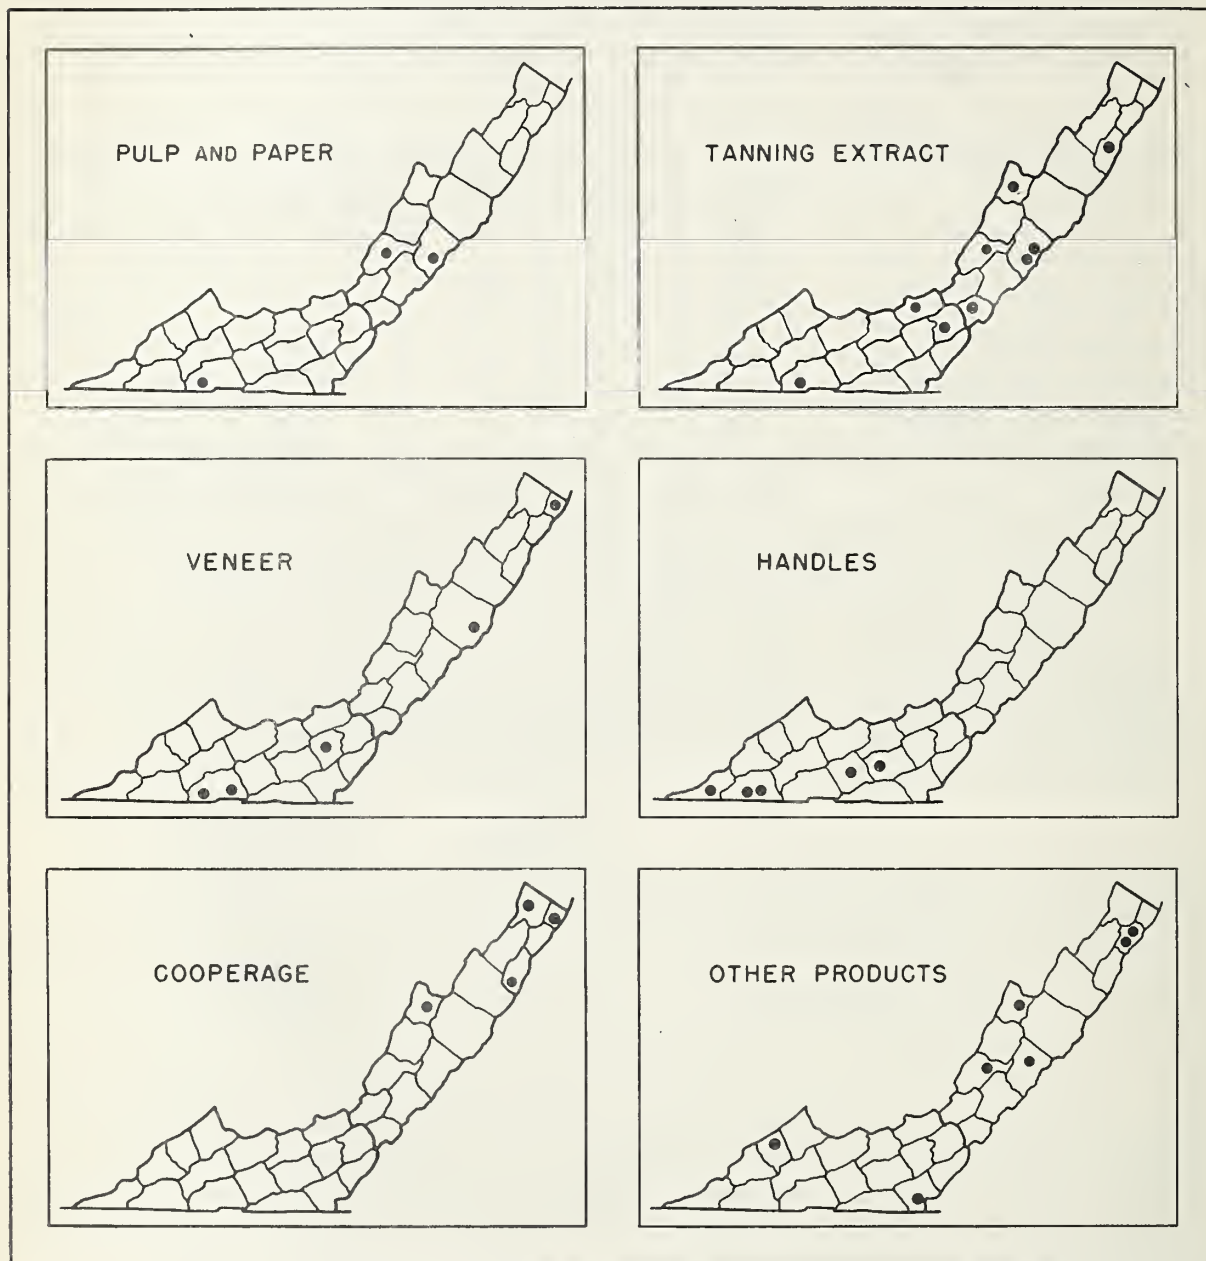 PULP AND PAPER
TANNING EXTRACT
VENEER
HANDLES
COOPERAGE
OTHER PRODUCTS